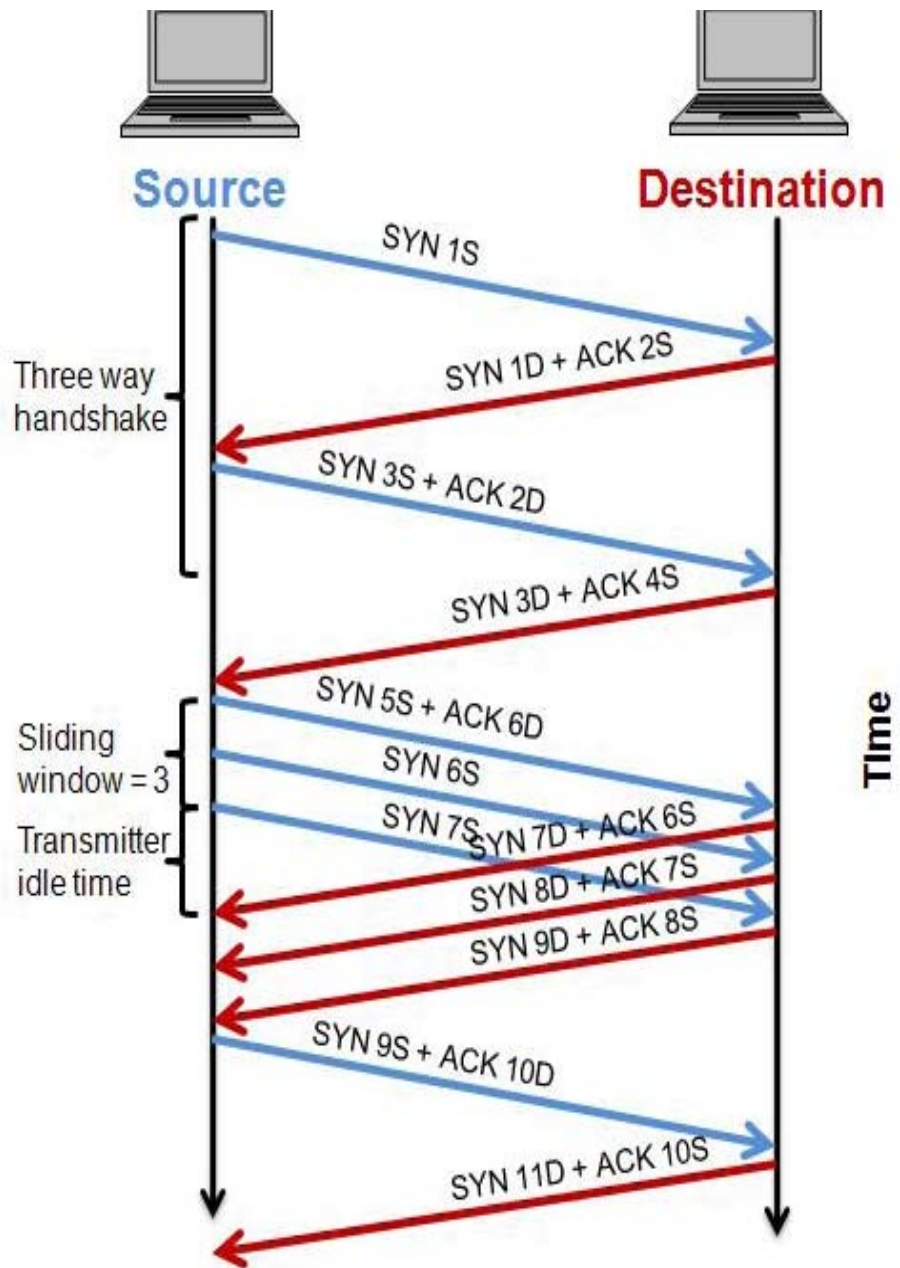 Source
Destination
SYN 1S
SYN 1D + ACK 2S
Three way
handshake
SYN 3S + ACK 2D
SYN 3D + ACK 4S
SYN 5S + ACK 6D
Sliding
window = 3
SYN 6S
TIme
SYN 7S
SYN 7D + ACK 6S
Transmitter
idle time
SYN 8D + ACK 7S
SYN 9D + ACK 8S
SYN 9S + ACK 10D
SYN 11D + ACK 10S